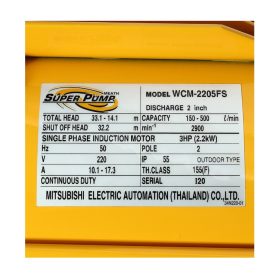 MEATH
SUPER PUMP
MODEL WCM-2205FS
DISCHARGE 2 inch
TOTAL HEAD 33.1 - 14.1 m CAPACITY 150 - 500 ℓ/min
SHUT OFF HEAD 32.2 m min⁻¹ 2900
SINGLE PHASE INDUCTION MOTOR 3HP (2.2kW)
Hz 50 POLE 2
V 220 IP 55 OUTDOOR TYPE
A 10.1 - 17.3 TH.CLASS 155(F)
CONTINUOUS DUTY SERIAL 120
MITSUBISHI ELECTRIC AUTOMATION (THAILAND) CO.,LTD.